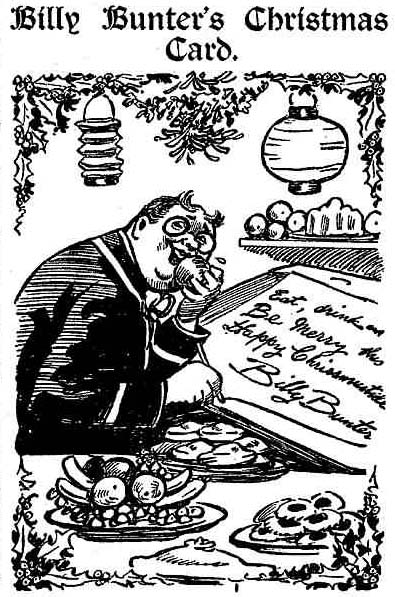 Billy Bunter's Christmas
Card.
Eat, drink an
Be Merry this
Happy Chrissmustide
Billy Bunter